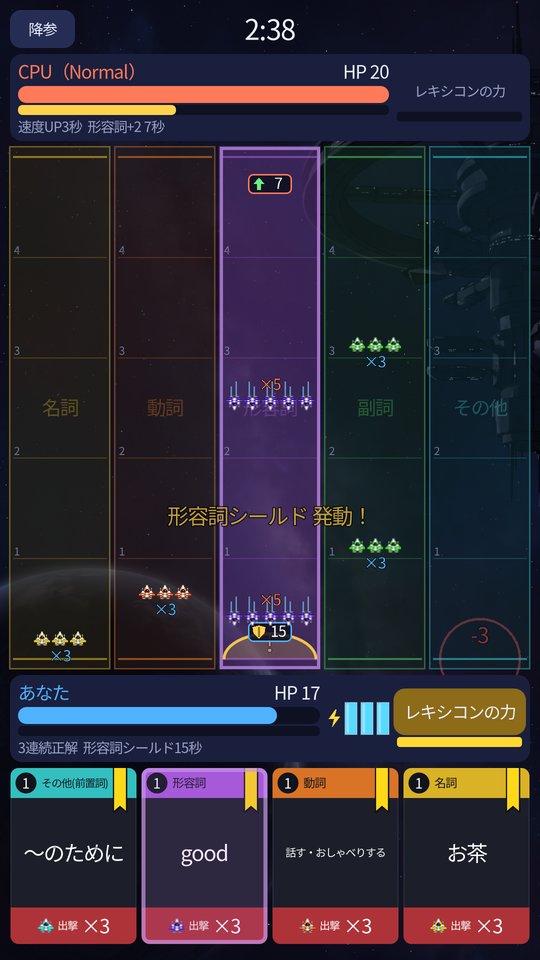 降参
2:38
CPU（Normal）
HP 20
レキシコンの力
速度UP3秒 形容詞+2 7秒
7
4
4
4
4
4
3
3
3
3
3
×3
×5
名詞
動詞
形容詞
副詞
その他
2
2
2
2
2
形容詞シールド 発動！
1
1
1
1
1
×3
×3
×5
15
-3
×3
あなた
HP 17
レキシコンの力
3連続正解 形容詞シールド15秒
1 その他(前置詞)
1 形容詞
1 動詞
1 名詞
〜のために
good
話す・おしゃべりする
お茶
出撃 ×3
出撃 ×3
出撃 ×3
出撃 ×3